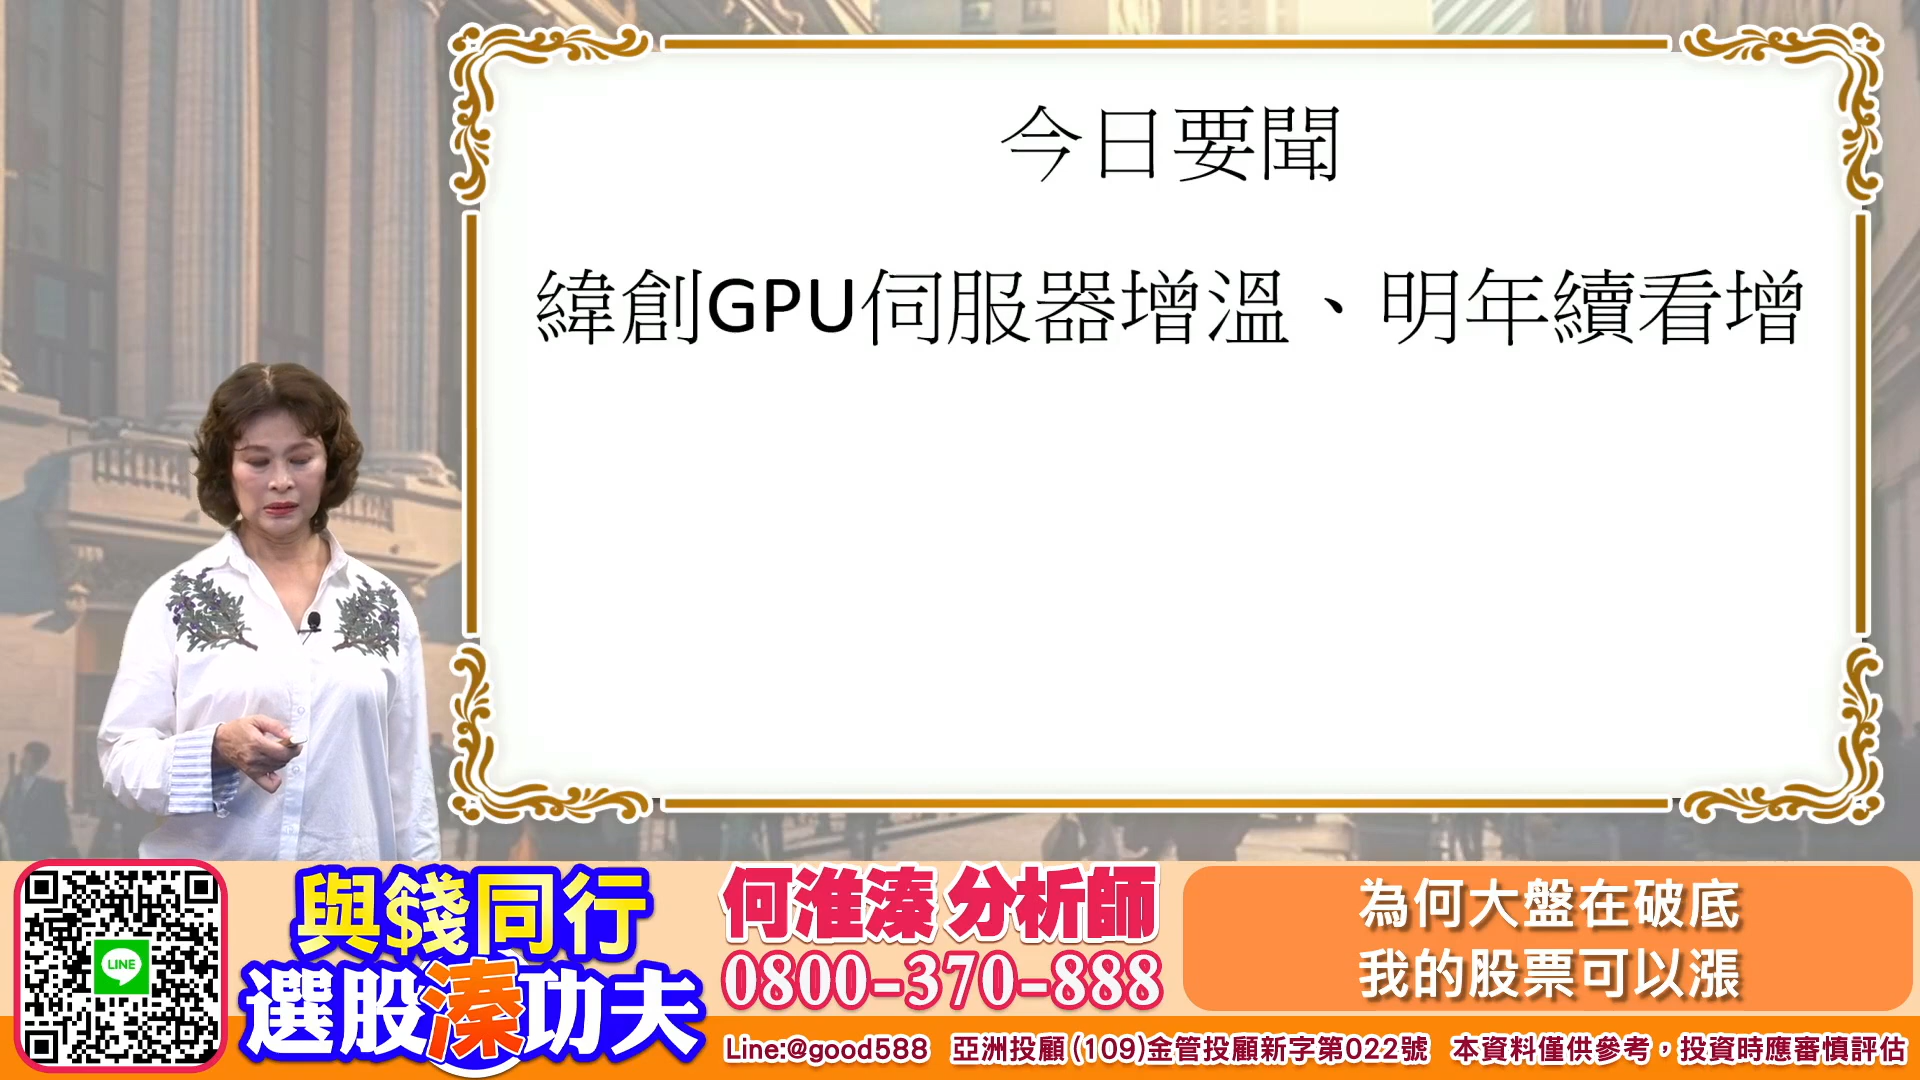 今日要聞
緯創GPU伺服器增溫、明年續看增
LINE
與錢同行
選股溱功夫
何淮溱 分析師
0800-370-888
為何大盤在破底
我的股票可以漲
Line:@good588 亞洲投顧 (109)金管投顧新字第022號 本資料僅供參考，投資時應審慎評估